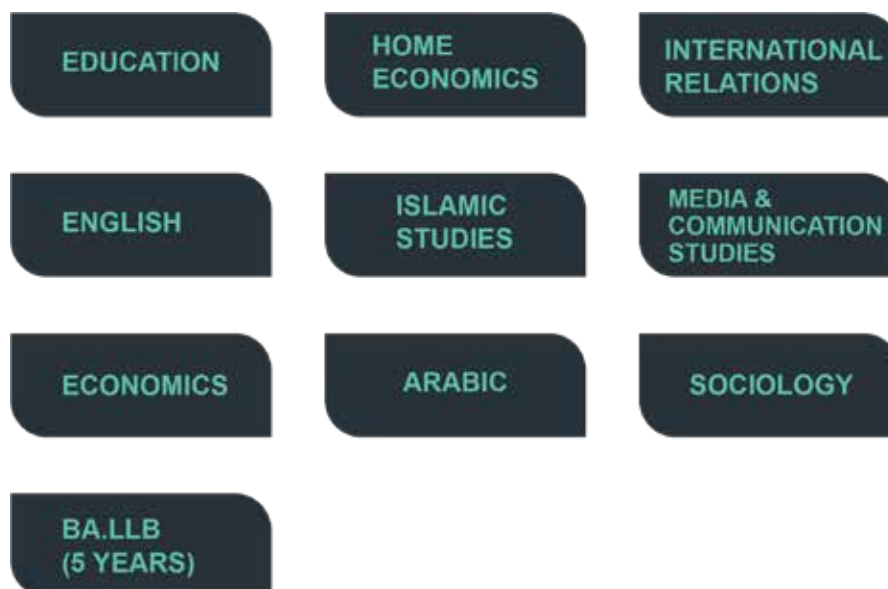 EDUCATION
HOME
ECONOMICS
INTERNATIONAL
RELATIONS
ENGLISH
ISLAMIC
STUDIES
MEDIA &
COMMUNICATION
STUDIES
ECONOMICS
ARABIC
SOCIOLOGY
BA.LLB
(5 YEARS)